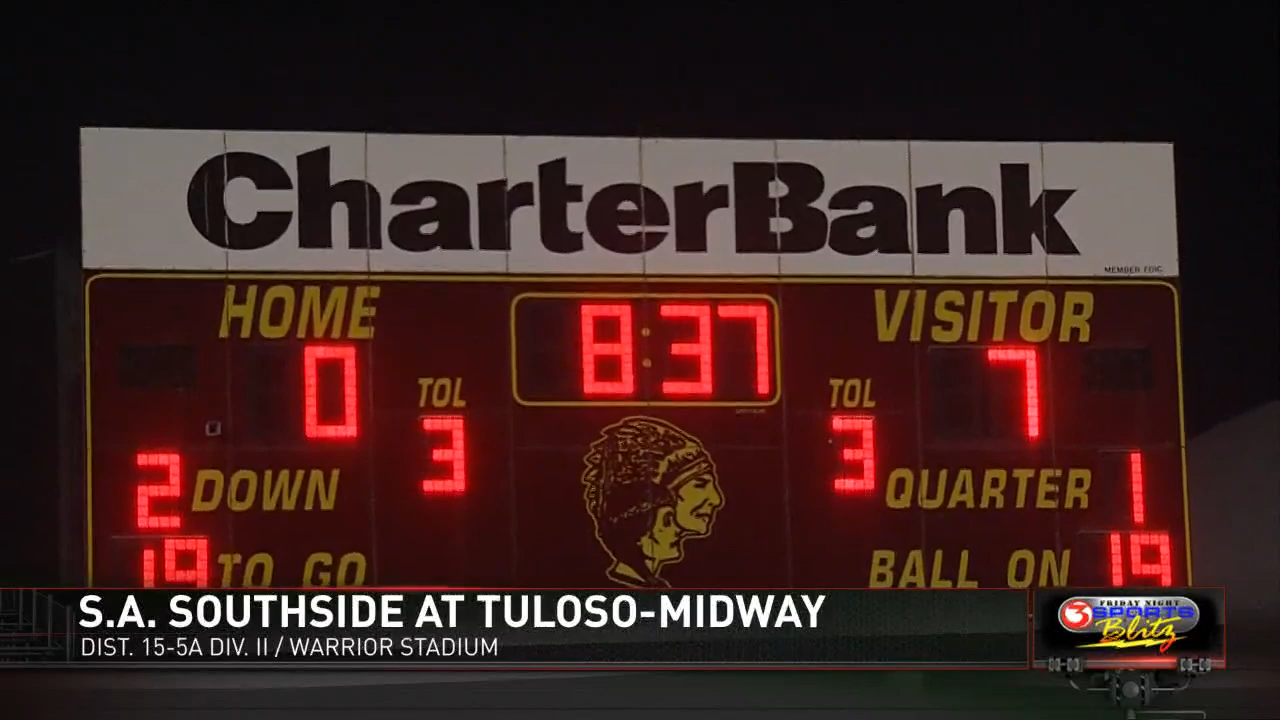 CharterBank
MEMBER FDIC
HOME 8:37 VISITOR
0 TOL TOL 7
3 3
2 DOWN QUARTER 1
19 TO GO BALL ON 19
S.A. SOUTHSIDE AT TULOSO-MIDWAY
DIST. 15-5A DIV. II / WARRIOR STADIUM
3 FRIDAY NIGHT
SPORTS
Blitz